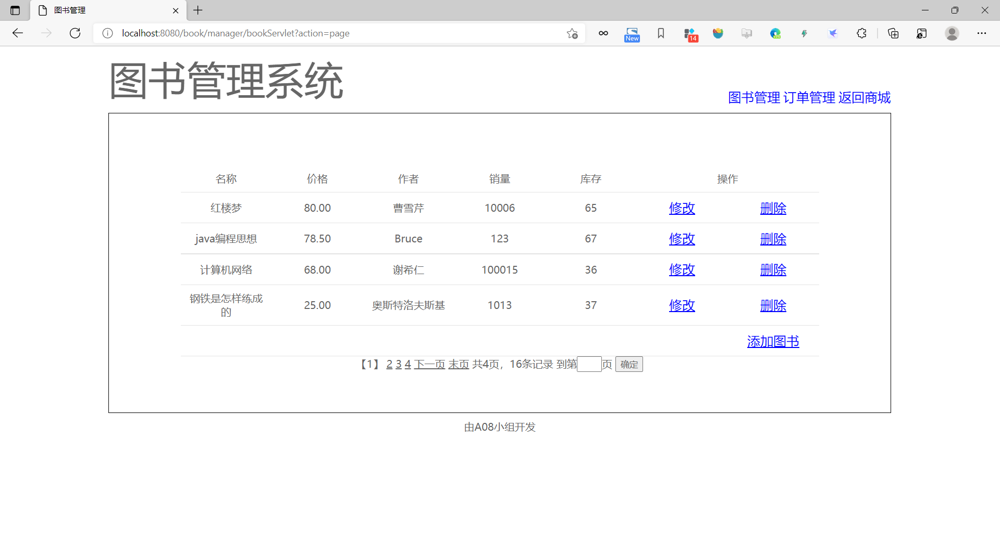 图书管理
localhost:8080/book/manager/bookServlet?action=page
New
14
图书管理系统
图书管理 订单管理 返回商城
名称 价格 作者 销量 库存 操作
红楼梦 80.00 曹雪芹 10006 65 修改 删除
java编程思想 78.50 Bruce 123 67 修改 删除
计算机网络 68.00 谢希仁 100015 36 修改 删除
钢铁是怎样练成
的 25.00 奥斯特洛夫斯基 1013 37 修改 删除
添加图书
【1】 2 3 4 下一页 末页 共4页，16条记录 到第 页 确定
由A08小组开发